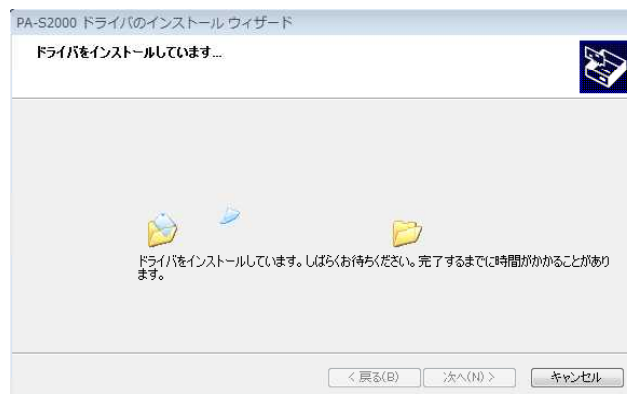 PA-S2000 ドライバのインストール ウィザード
ドライバをインストールしています...
ドライバをインストールしています。しばらくお待ちください。完了するまでに時間がかかることがあり
ます。
< 戻る(B)
次へ(N) >
キャンセル